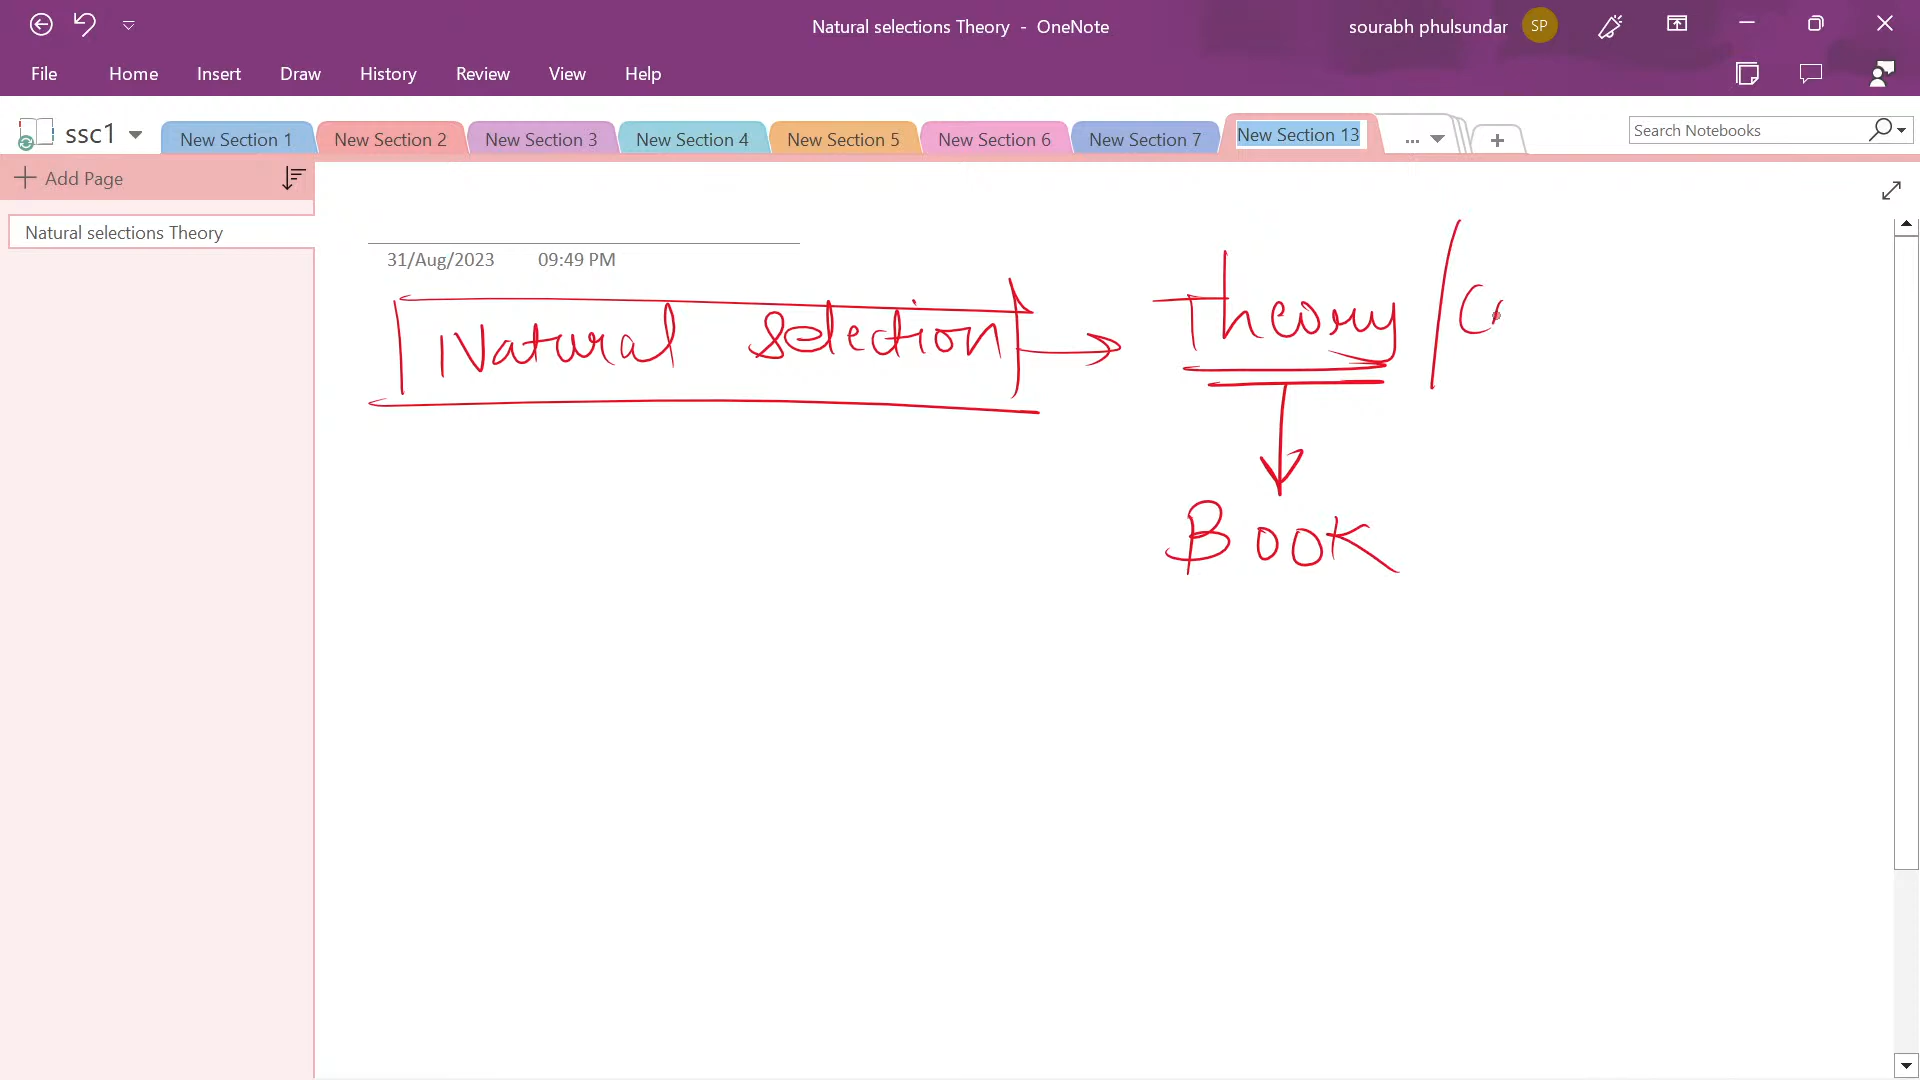 Natural selections Theory - OneNote
sourabh phulsundar SP
File Home Insert Draw History Review View Help
ssc1 New Section 1 New Section 2 New Section 3 New Section 4 New Section 5 New Section 6 New Section 7 New Section 13 ... + Search Notebooks
+ Add Page
Natural selections Theory
31/Aug/2023 09:49 PM
Natural Selection → Theory /
Book